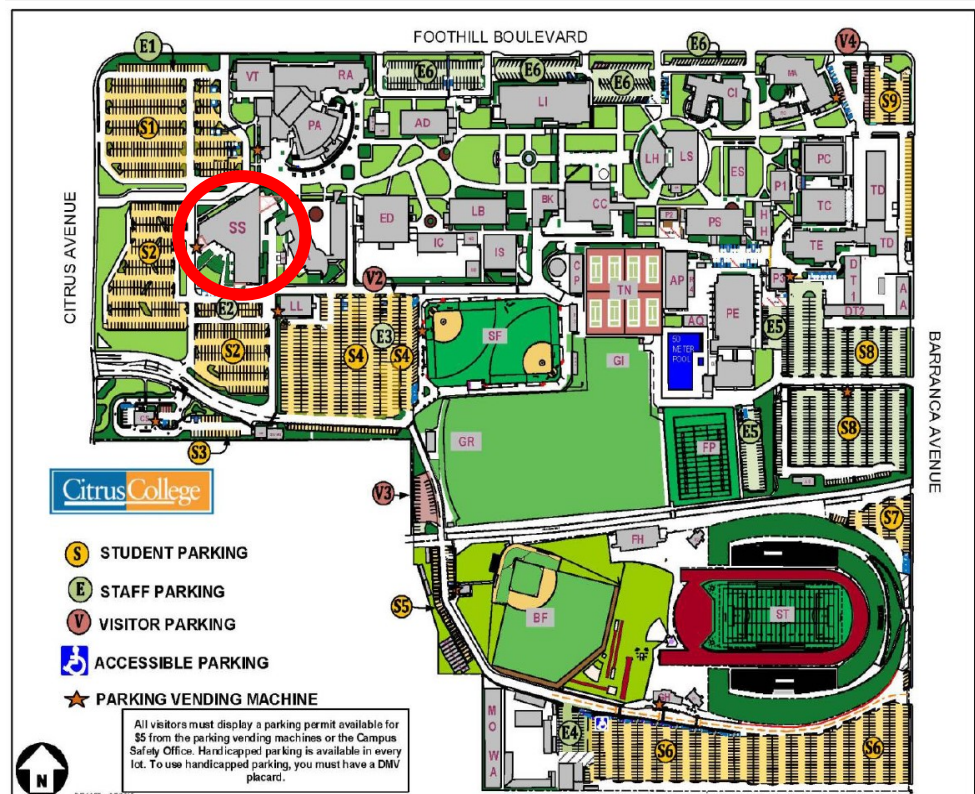 FOOTHILL BOULEVARD
E1
E6
E6
E6
E6
V4
VT
RA
PA
AD
LI
CI
MA
S9
S1
LH
LS
ES
P1
PC
TC
TD
CITRUS AVENUE
SS
S2
ED
LB
IC
IS
BK
CC
P2
PS
H
H
TE
TD
V2
E2
LL
S2
S4
E3
S4
SF
C
P
TN
AP
AQ
50
METER
POOL
PE
P3
E5
D
T
1
DT2
A
A
S8
S8
BARRANCA AVENUE
GI
GR
FP
E5
CS
S3
V3
S7
Citrus College
FH
S5
BF
ST
S STUDENT PARKING
E STAFF PARKING
V VISITOR PARKING
ACCESSIBLE PARKING
PARKING VENDING MACHINE
All visitors must display a parking permit available for
$5 from the parking vending machines or the Campus
Safety Office. Handicapped parking is available in every
lot. To use handicapped parking, you must have a DMV
placard.
N
M
O
W
A
E4
S6
S6